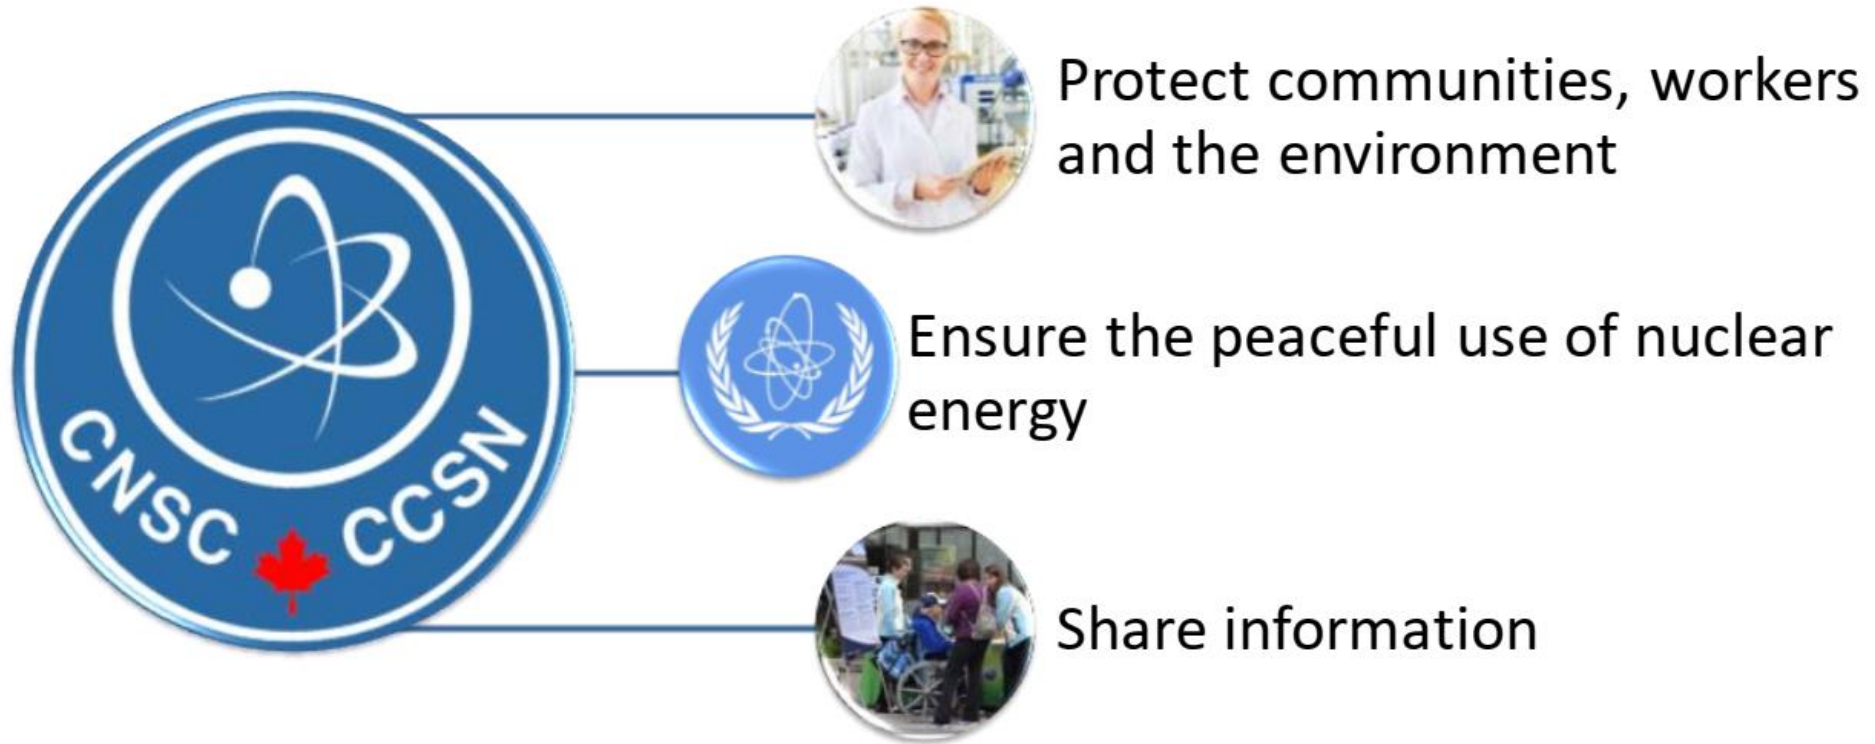 CNSC CCSN
Protect communities, workers
and the environment
Ensure the peaceful use of nuclear
energy
Share information